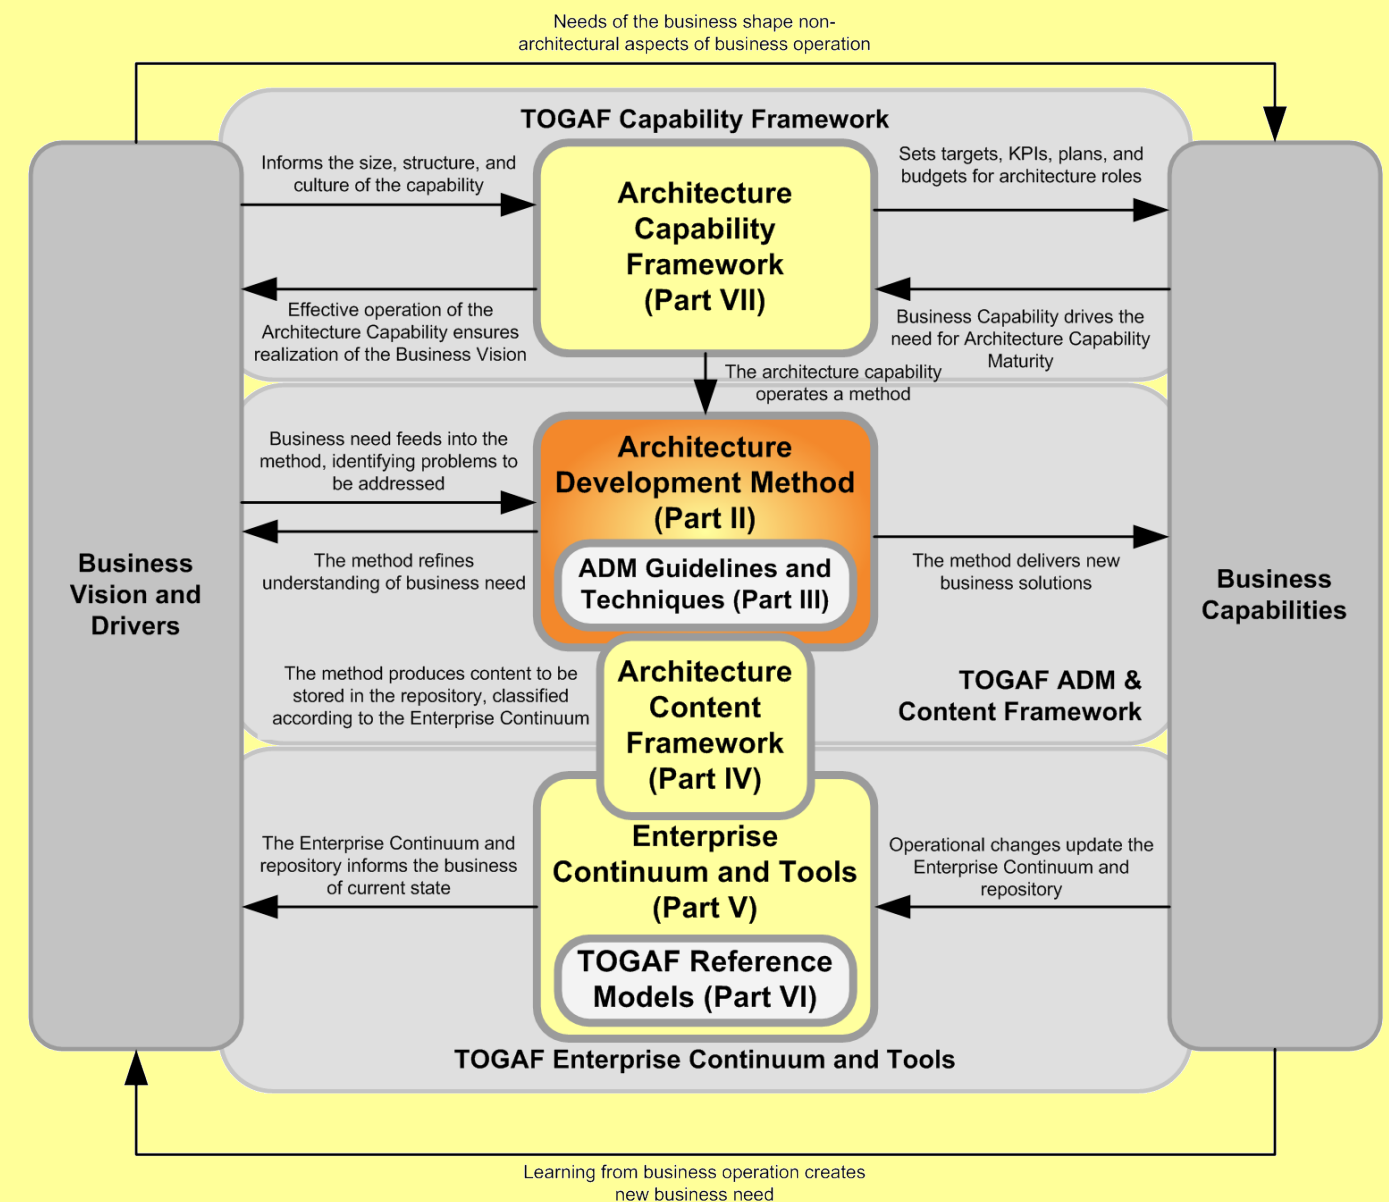 Needs of the business shape non-
architectural aspects of business operation
TOGAF Capability Framework
Informs the size, structure, and
culture of the capability
Architecture
Capability
Framework
(Part VII)
Sets targets, KPIs, plans, and
budgets for architecture roles
Effective operation of the
Architecture Capability ensures
realization of the Business Vision
Business Capability drives the
need for Architecture Capability
Maturity
The architecture capability
operates a method
Business need feeds into the
method, identifying problems to
be addressed
Architecture
Development Method
(Part II)
The method refines
understanding of business need
ADM Guidelines and
Techniques (Part III)
The method delivers new
business solutions
Business
Vision and
Drivers
Business
Capabilities
The method produces content to be
stored in the repository, classified
according to the Enterprise Continuum
Architecture
Content
Framework
(Part IV)
TOGAF ADM &
Content Framework
The Enterprise Continuum and
repository informs the business
of current state
Enterprise
Continuum and Tools
(Part V)
Operational changes update the
Enterprise Continuum and
repository
TOGAF Reference
Models (Part VI)
TOGAF Enterprise Continuum and Tools
Learning from business operation creates
new business need